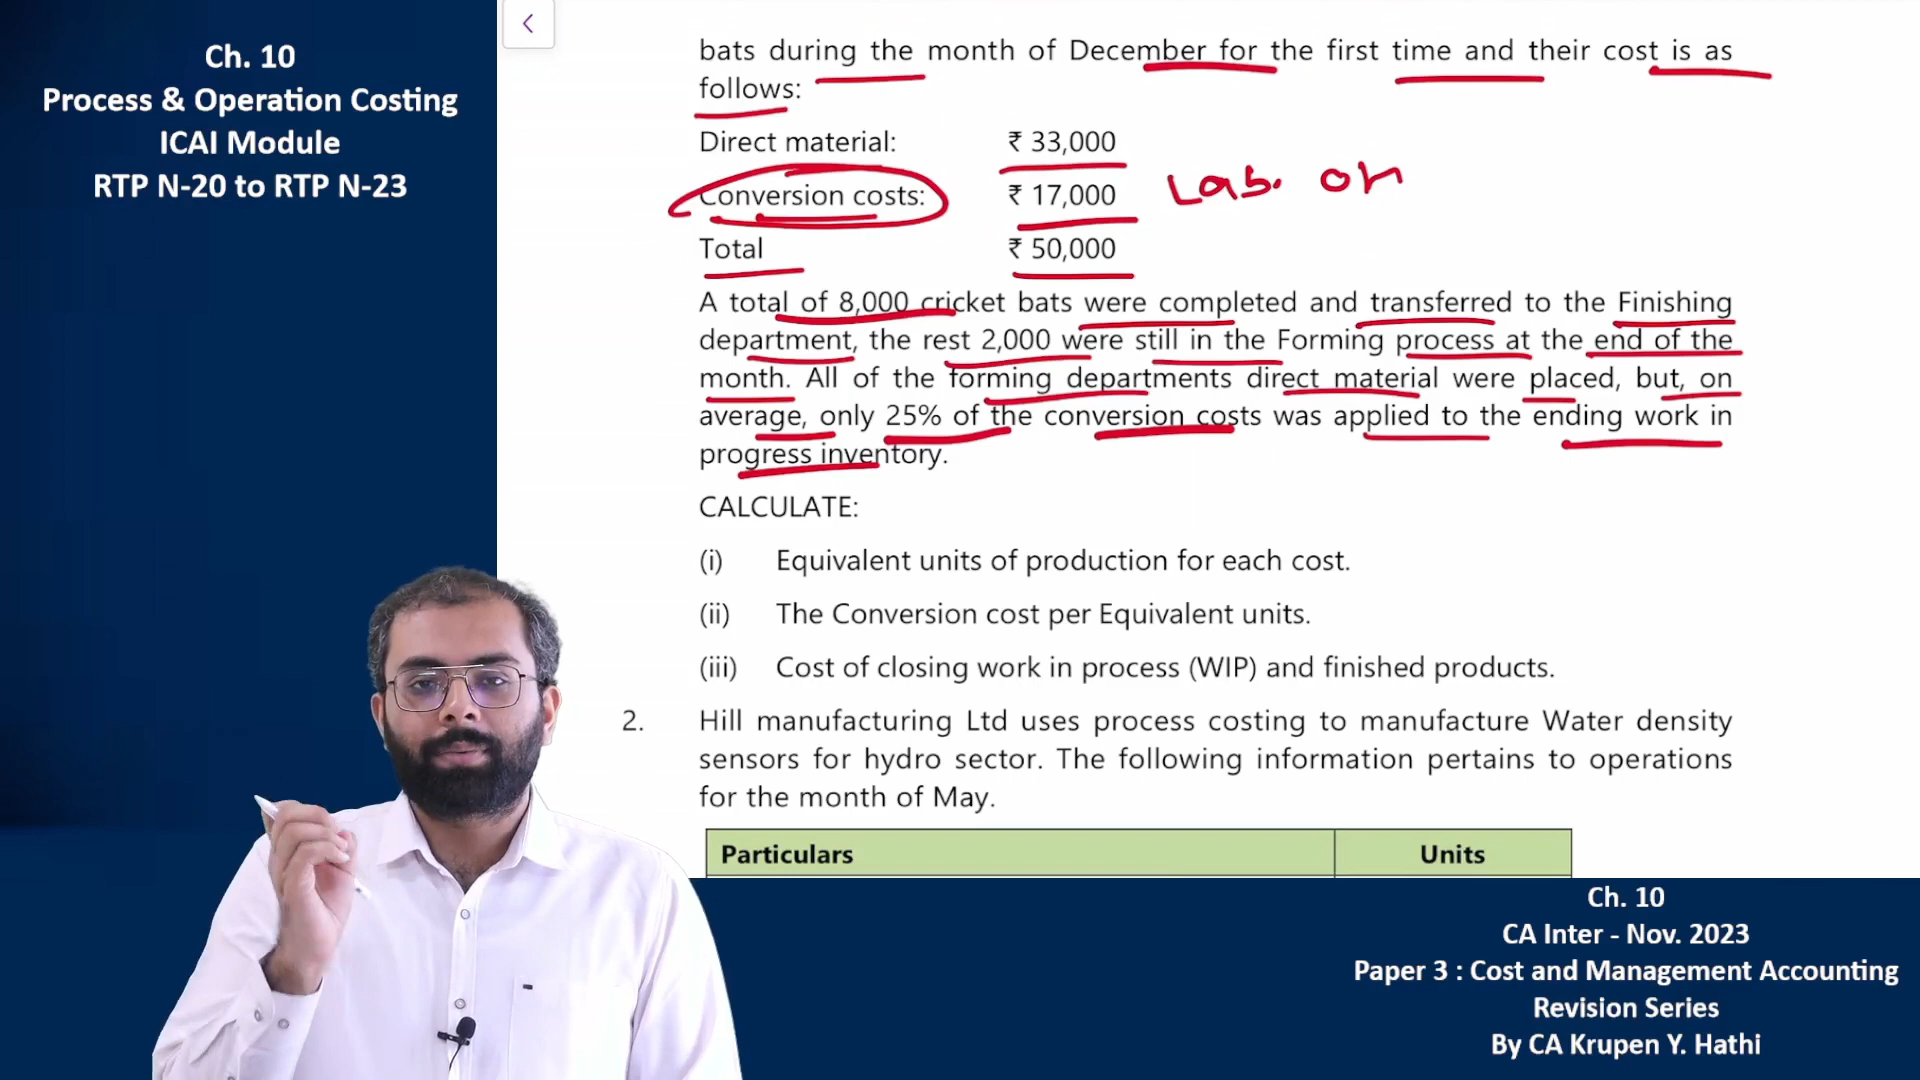 Ch. 10
Process & Operation Costing
ICAI Module
RTP N-20 to RTP N-23
bats during the month of December for the first time and their cost is as
follows:
Direct material: ₹ 33,000
Conversion costs: ₹ 17,000 Lab. OH
Total ₹ 50,000
A total of 8,000 cricket bats were completed and transferred to the Finishing
department, the rest 2,000 were still in the Forming process at the end of the
month. All of the forming departments direct material were placed, but, on
average, only 25% of the conversion costs was applied to the ending work in
progress inventory.
CALCULATE:
(i) Equivalent units of production for each cost.
(ii) The Conversion cost per Equivalent units.
(iii) Cost of closing work in process (WIP) and finished products.
2. Hill manufacturing Ltd uses process costing to manufacture Water density
sensors for hydro sector. The following information pertains to operations
for the month of May.
Particulars Units
Ch. 10
CA Inter - Nov. 2023
Paper 3 : Cost and Management Accounting
Revision Series
By CA Krupen Y. Hathi